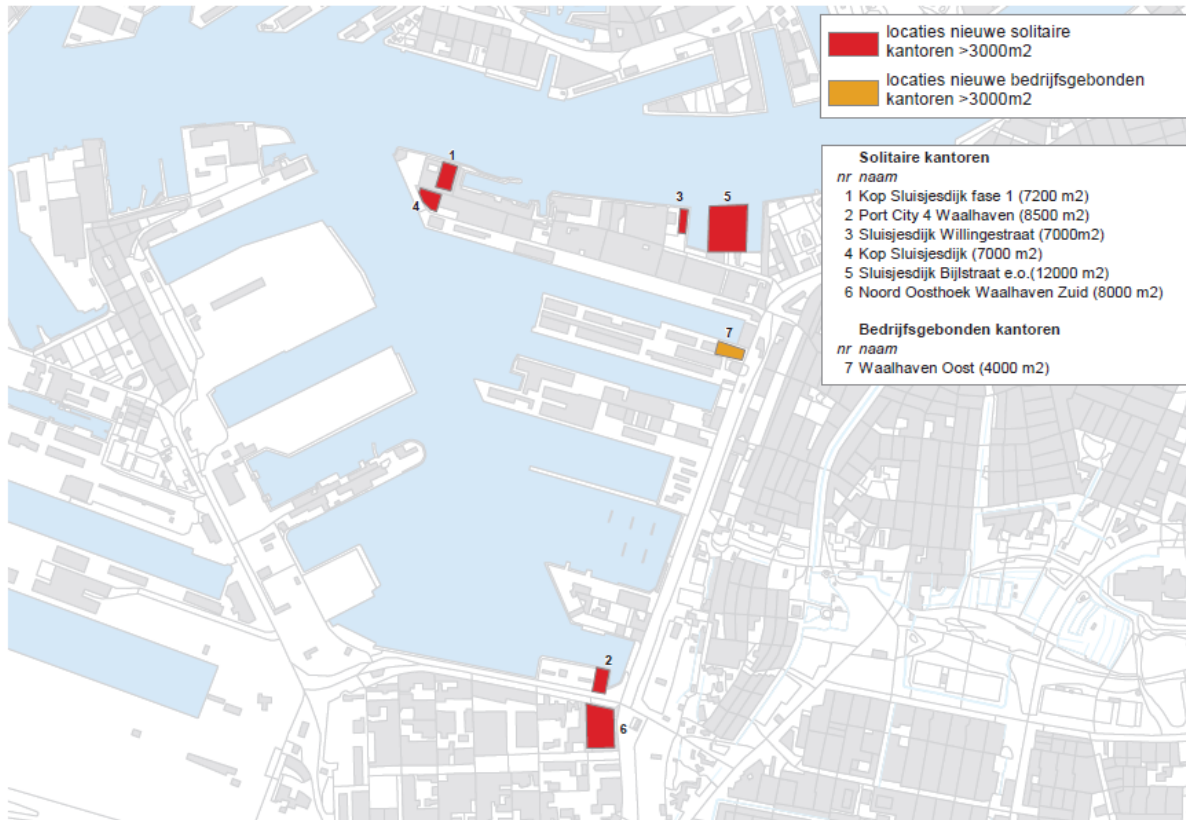 locaties nieuwe solitaire
kantoren >3000m2
locaties nieuwe bedrijfsgebonden
kantoren >3000m2
Solitaire kantoren
nr naam
1 Kop Sluisjesdijk fase 1 (7200 m2)
2 Port City 4 Waalhaven (8500 m2)
3 Sluisjesdijk Willingestraat (7000m2)
4 Kop Sluisjesdijk (7000 m2)
5 Sluisjesdijk Bijlstraat e.o.(12000 m2)
6 Noord Oosthoek Waalhaven Zuid (8000 m2)
Bedrijfsgebonden kantoren
nr naam
7 Waalhaven Oost (4000 m2)
1
4
3
5
7
2
6